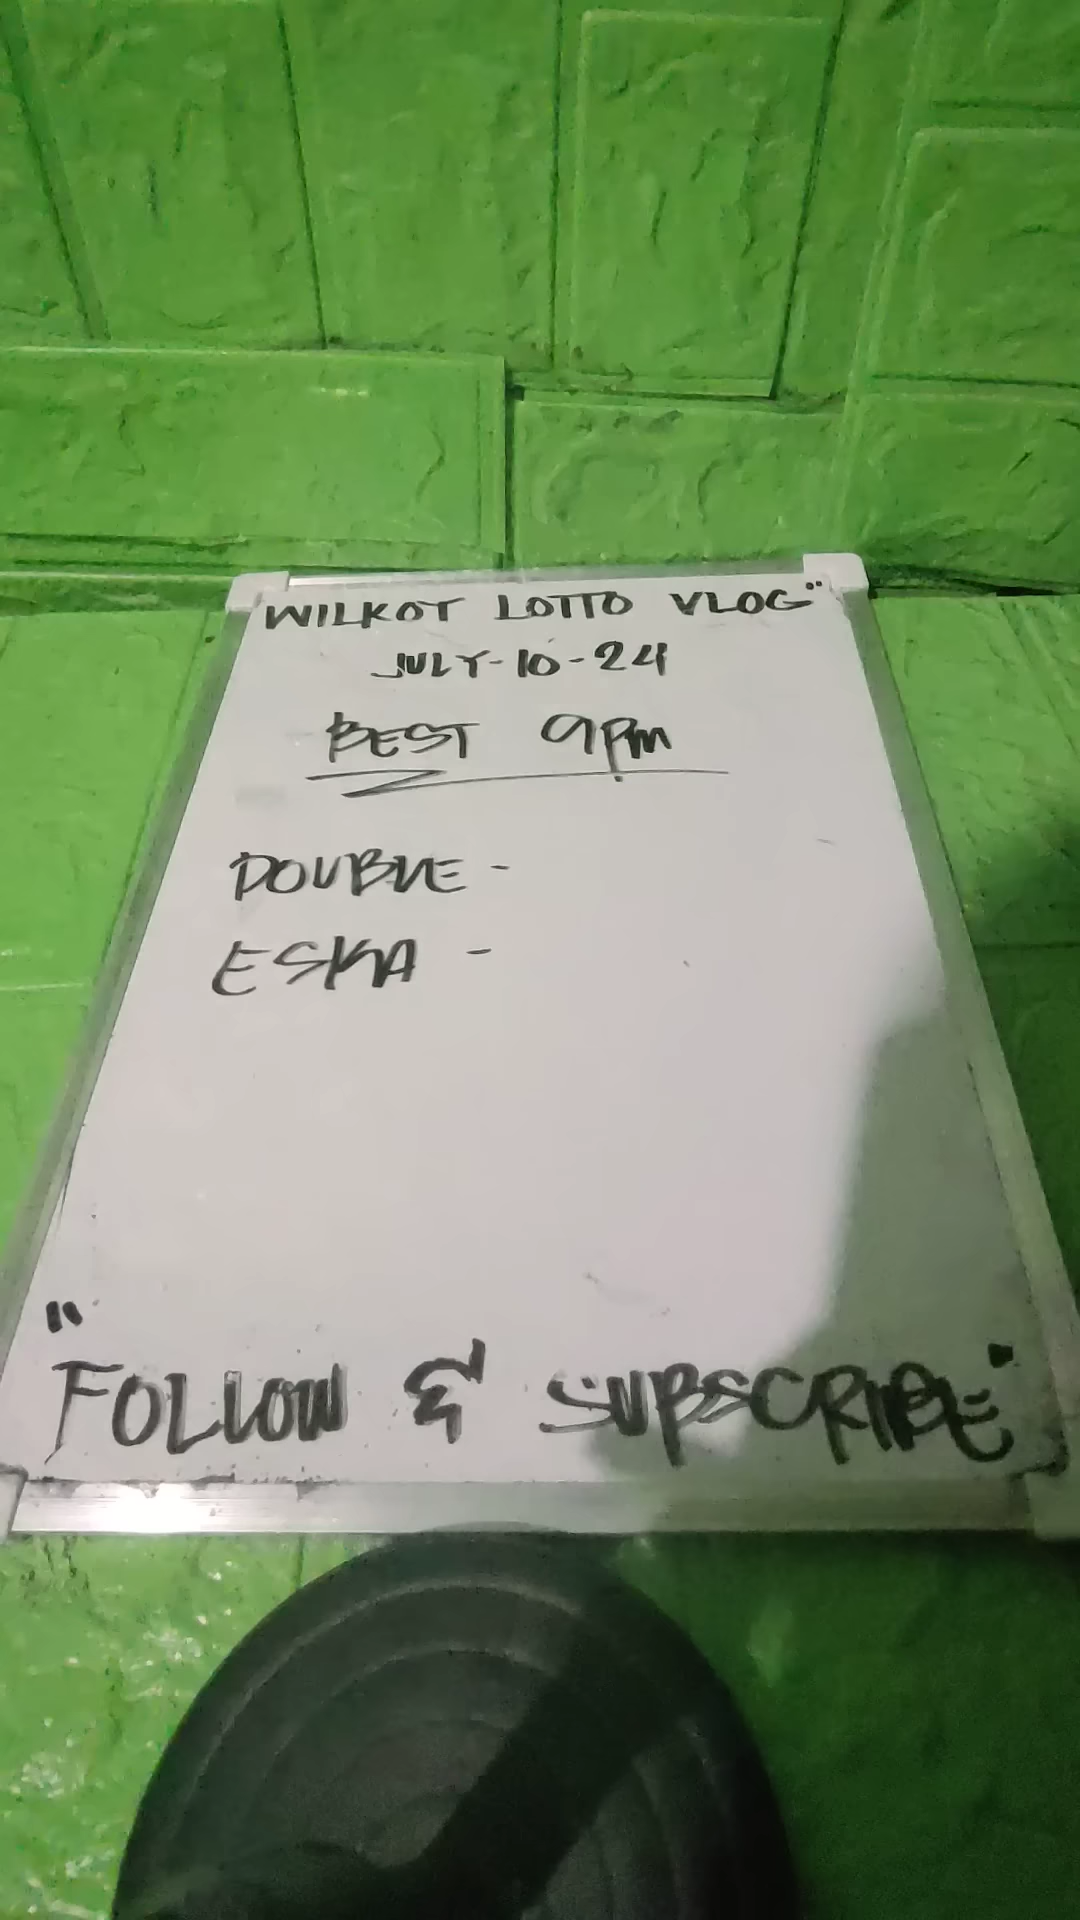 "WILKOT LOTTO VLOG"
JULY-10-24
BEST 9pm
DOUBLE -
ESKA -
"FOLLOW & SUBSCRIBE"